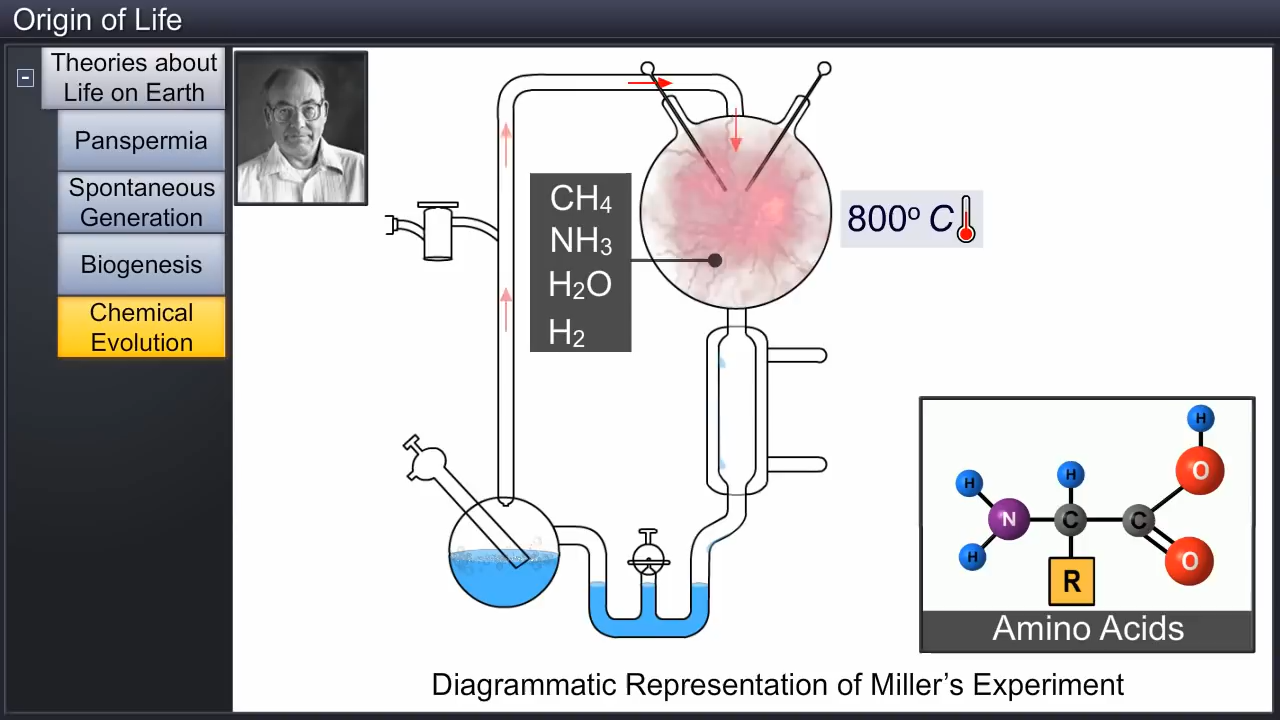 Origin of Life
Theories about
Life on Earth
Panspermia
Spontaneous
Generation
Biogenesis
Chemical
Evolution
CH₄
NH₃
H₂O
H₂
800º C
H
H
H
H
N
C
C
O
O
R
Amino Acids
Diagrammatic Representation of Miller’s Experiment